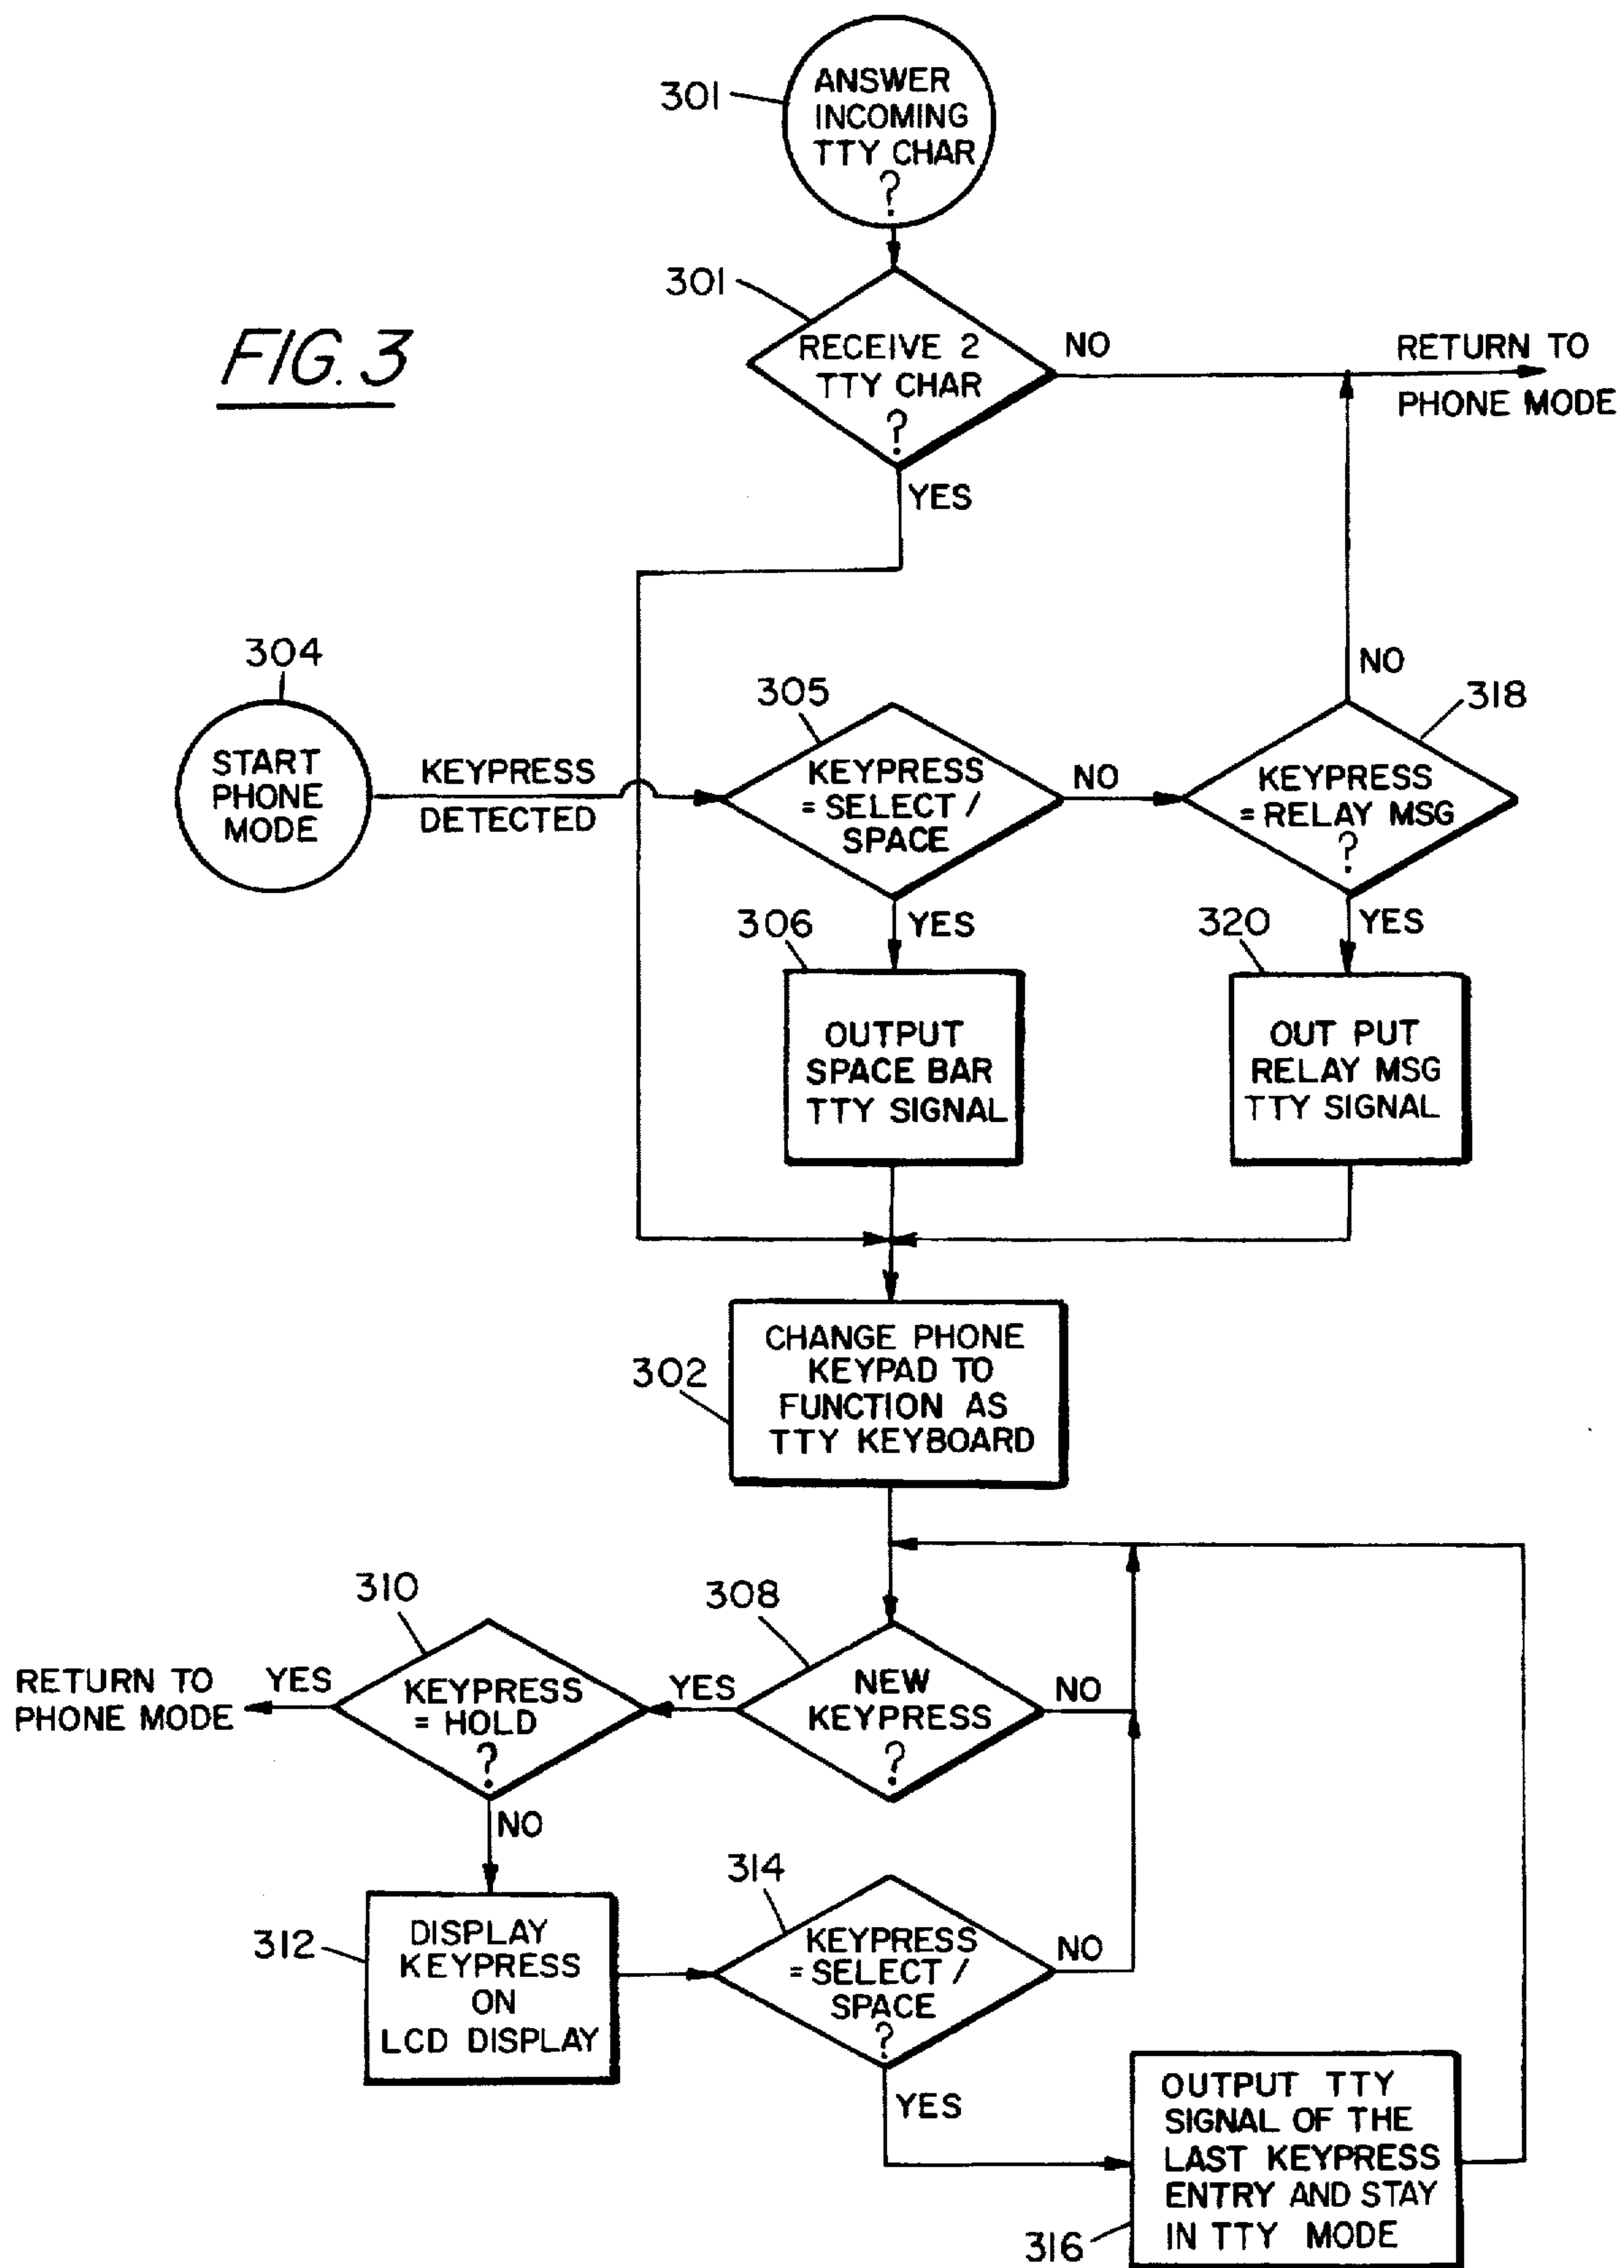 301
ANSWER
INCOMING
TTY CHAR
?
301
RECEIVE 2
TTY CHAR
?
NO
RETURN TO
PHONE MODE
FIG. 3
YES
304
START
PHONE
MODE
KEYPRESS
DETECTED
305
KEYPRESS
= SELECT /
SPACE
NO
NO
318
KEYPRESS
= RELAY MSG
?
306
YES
OUTPUT
SPACE BAR
TTY SIGNAL
320
YES
OUT PUT
RELAY MSG
TTY SIGNAL
302
CHANGE PHONE
KEYPAD TO
FUNCTION AS
TTY KEYBOARD
308
NEW
KEYPRESS
?
NO
YES
310
KEYPRESS
= HOLD
?
YES
RETURN TO
PHONE MODE
NO
312
DISPLAY
KEYPRESS
ON
LCD DISPLAY
314
KEYPRESS
= SELECT /
SPACE
?
NO
YES
316
OUTPUT TTY
SIGNAL OF THE
LAST KEYPRESS
ENTRY AND STAY
IN TTY MODE